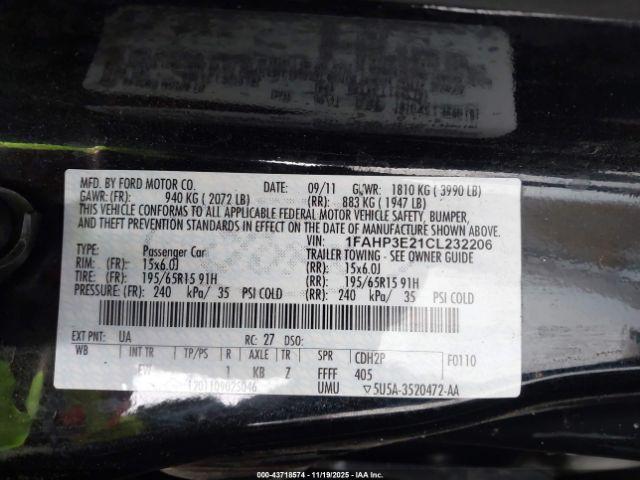 MFD. BY FORD MOTOR CO. DATE: 09/11 GVWR: 1810 KG ( 3990 LB)
GAWR:(FR): 940 KG ( 2072 LB) (RR): 883 KG ( 1947 LB)
THIS VEHICLE CONFORMS TO ALL APPLICABLE FEDERAL MOTOR VEHICLE SAFETY, BUMPER,
AND THEFT PREVENTION STANDARDS IN EFFECT ON THE DATE OF MANUFACTURE SHOWN ABOVE.
VIN: 1FAHP3E21CL232206
TYPE: Passenger Car TRAILER TOWING - SEE OWNER GUIDE
RIM: (FR): 15x6.0J (RR): 15x6.0J
TIRE: (FR): 195/65R15 91H (RR): 195/65R15 91H
PRESSURE: (FR): 240 kPa/ 35 PSI COLD (RR): 240 kPa/ 35 PSI COLD
EXT PNT: UA RC: 27 DSO:
WB INT TR TP/PS R AXLE TR SPR CDH2P F0110
EW 1 KB Z FFFF 405
UMU ▽5U5A-3520472-AA
000-43718574 - 11/19/2025 - IAA